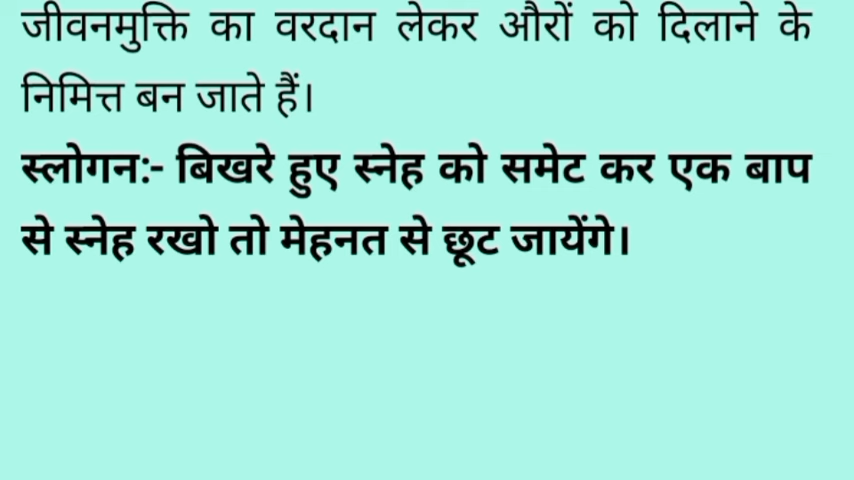 जीवनमुक्ति का वरदान लेकर औरों को दिलाने के
निमित्त बन जाते हैं।
स्लोगन:- बिखरे हुए स्नेह को समेट कर एक बाप
से स्नेह रखो तो मेहनत से छूट जायेंगे।